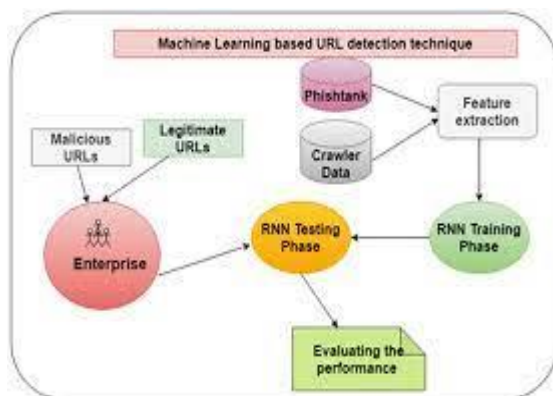 Machine Learning based URL detection technique
Phishtank
Feature
extraction
Legitimate
URLs
Malicious
URLs
Crawler
Data
Enterprise
RNN Testing
Phase
RNN Training
Phase
Evaluating the
performance